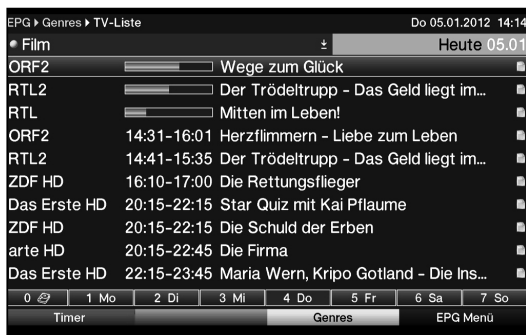 EPG ▸ Genres ▸ TV-Liste Do 05.01.2012 14:14
Film Heute 05.01
ORF2 Wege zum Glück
RTL2 Der Trödeltrupp - Das Geld liegt im...
RTL Mitten im Leben!
ORF2 14:31-16:01 Herzflimmern - Liebe zum Leben
RTL2 14:41-15:35 Der Trödeltrupp - Das Geld liegt im...
ZDF HD 16:10-17:00 Die Rettungsflieger
Das Erste HD 20:15-22:15 Star Quiz mit Kai Pflaume
ZDF HD 20:15-22:15 Die Schuld der Erben
arte HD 20:15-22:45 Die Firma
Das Erste HD 22:15-23:45 Maria Wern, Kripo Gotland - Die Ins...
0 1 Mo 2 Di 3 Mi 4 Do 5 Fr 6 Sa 7 So
Timer Genres EPG Menü